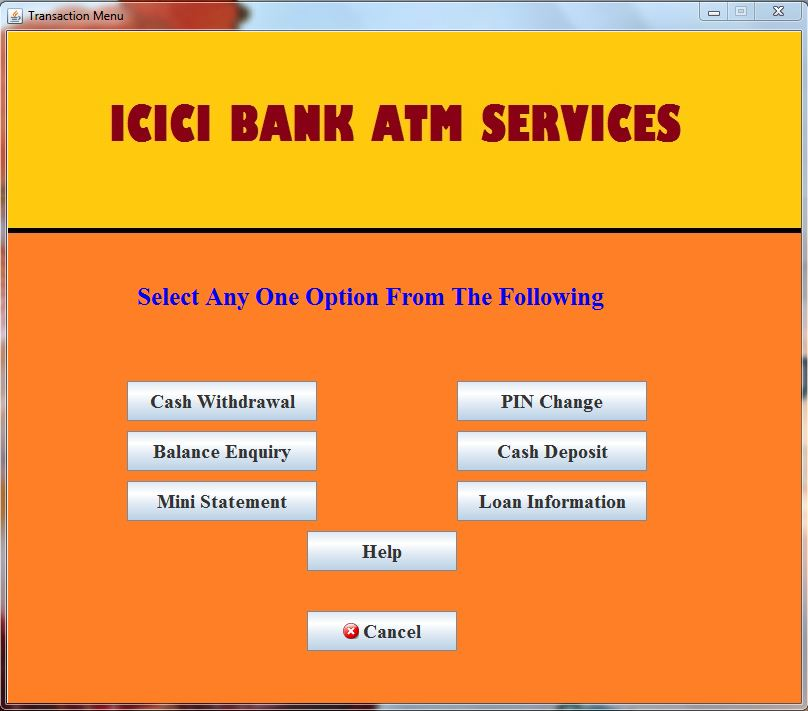 Transaction Menu
ICICI BANK ATM SERVICES
Select Any One Option From The Following
Cash Withdrawal
PIN Change
Balance Enquiry
Cash Deposit
Mini Statement
Loan Information
Help
Cancel